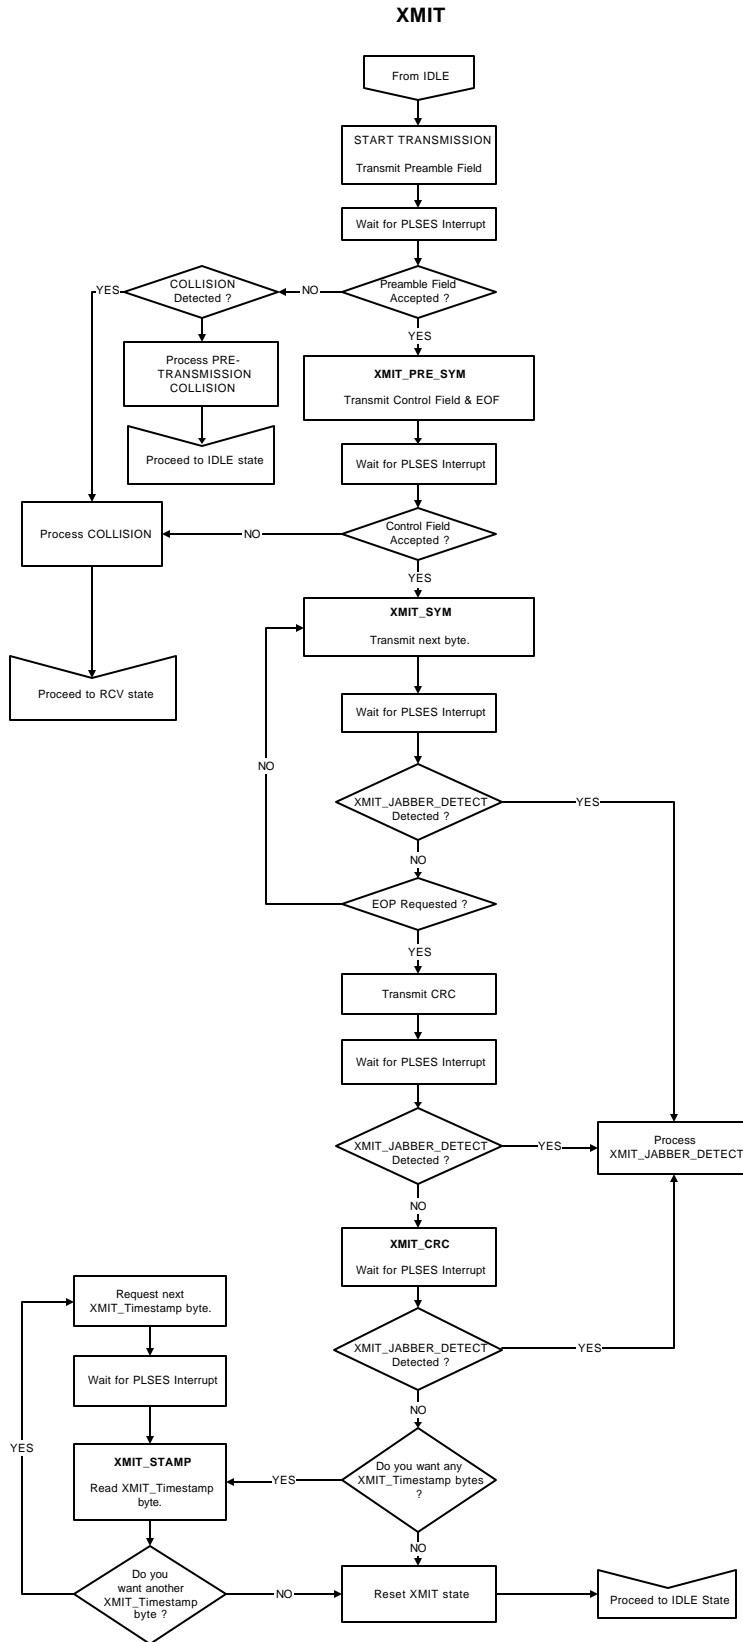 XMIT
From IDLE
START TRANSMISSION
Transmit Preamble Field
Wait for PLSES Interrupt
Preamble Field
Accepted ?
NO
COLLISION
Detected ?
YES
YES
Process PRE-
TRANSMISSION
COLLISION
XMIT_PRE_SYM
Transmit Control Field & EOF
Proceed to IDLE state
Wait for PLSES Interrupt
Control Field
Accepted ?
NO
Process COLLISION
YES
XMIT_SYM
Transmit next byte.
Proceed to RCV state
Wait for PLSES Interrupt
NO
XMIT_JABBER_DETECT
Detected ?
YES
NO
EOP Requested ?
YES
Transmit CRC
Wait for PLSES Interrupt
XMIT_JABBER_DETECT
Detected ?
YES
Process
XMIT_JABBER_DETECT
NO
XMIT_CRC
Wait for PLSES Interrupt
Request next
XMIT_Timestamp byte.
XMIT_JABBER_DETECT
Detected ?
YES
Wait for PLSES Interrupt
NO
YES
XMIT_STAMP
Read XMIT_Timestamp
byte.
YES
Do you want any
XMIT_Timestamp bytes
?
NO
Do you
want another
XMIT_Timestamp
byte ?
NO
Reset XMIT state
Proceed to IDLE State